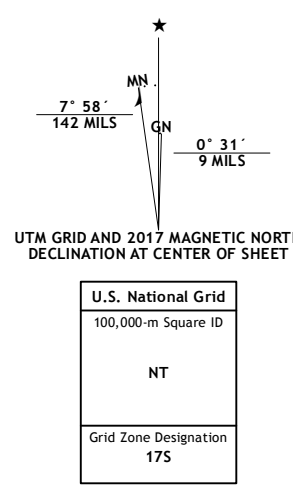 MN
7° 58´
142 MILS
GN
0° 31´
9 MILS
UTM GRID AND 2017 MAGNETIC NORT
DECLINATION AT CENTER OF SHEET
U.S. National Grid
100,000-m Square ID
NT
Grid Zone Designation
17S